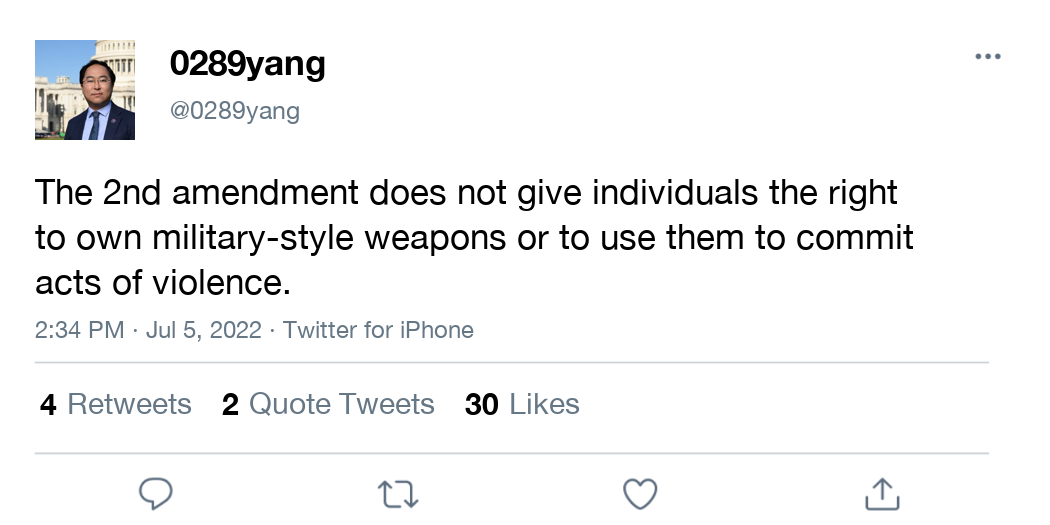 0289yang
@0289yang
The 2nd amendment does not give individuals the right
to own military-style weapons or to use them to commit
acts of violence.
2:34 PM · Jul 5, 2022 · Twitter for iPhone
4 Retweets 2 Quote Tweets 30 Likes